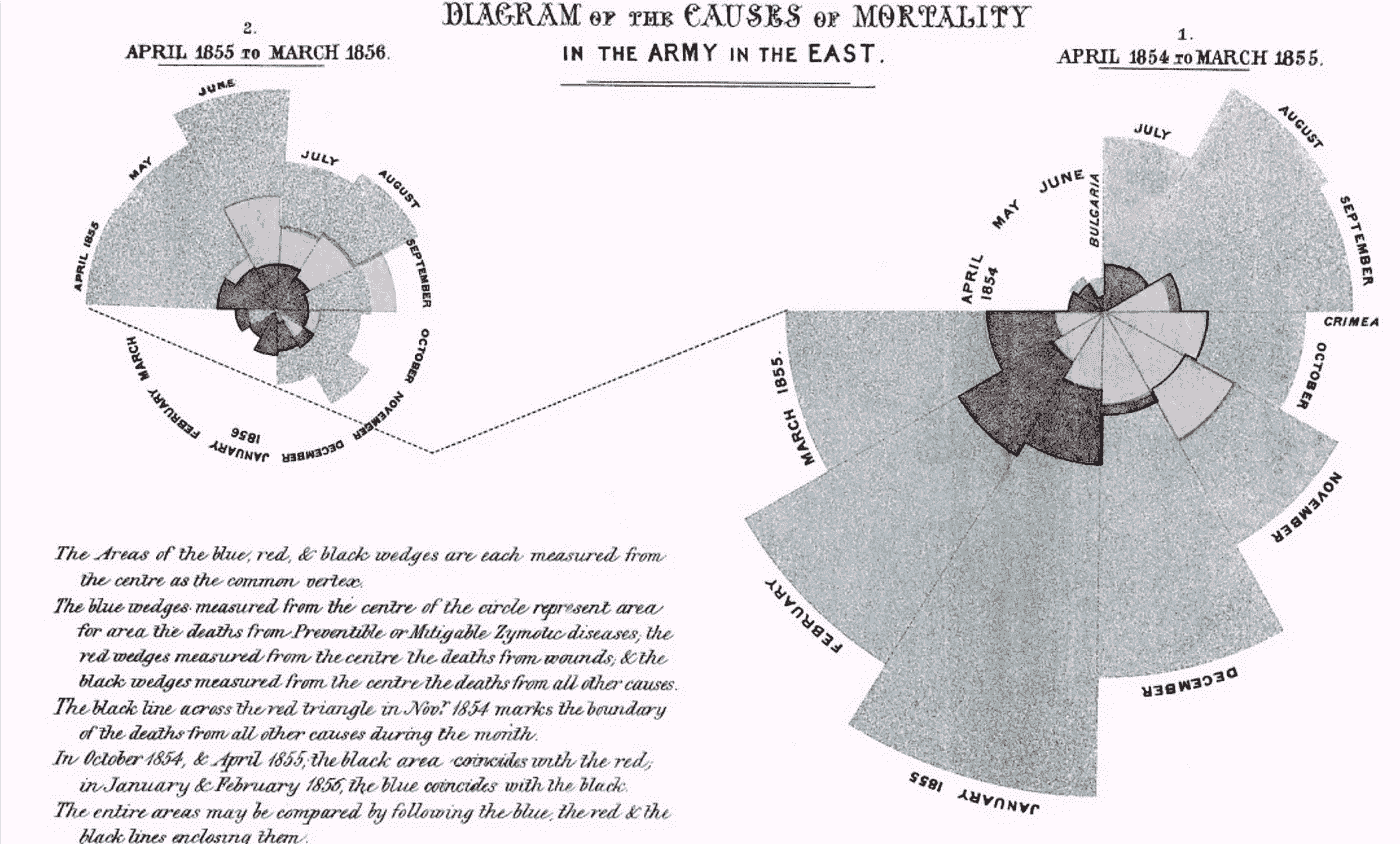 DIAGRAM OF THE CAUSES OF MORTALITY
IN THE ARMY IN THE EAST.
2.
APRIL 1855 TO MARCH 1856.
1.
APRIL 1854 TO MARCH 1855.
APRIL 1855
MAY
JUNE
JULY
AUGUST
SEPTEMBER
OCTOBER
NOVEMBER
DECEMBER
JANUARY
1856
FEBRUARY
MARCH
APRIL
1854
MAY
JUNE
BULGARIA
JULY
AUGUST
SEPTEMBER
CRIMEA
OCTOBER
NOVEMBER
DECEMBER
JANUARY 1855
FEBRUARY
MARCH 1855.
The Areas of the blue, red, & black wedges are each measured from
the centre as the common vertex.
The blue wedges measured from the centre of the circle represent area
for area the deaths from Preventible or Mitigable Zymotic diseases; the
red wedges measured from the centre the deaths from wounds; & the
black wedges measured from the centre the deaths from all other causes.
The black line across the red triangle in Novr. 1854 marks the boundary
of the deaths from all other causes during the month.
In October 1854, & April 1855, the black area coincides with the red;
in January & February 1856, the blue coincides with the black.
The entire areas may be compared by following the blue, the red & the
black lines enclosing them.